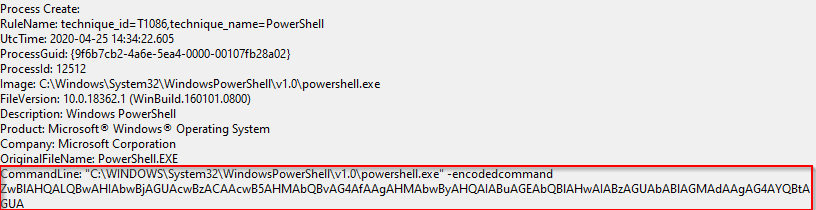 Process Create:
RuleName: technique_id=T1086,technique_name=PowerShell
UtcTime: 2020-04-25 14:34:22.605
ProcessGuid: {9f6b7cb2-4a6e-5ea4-0000-00107fb28a02}
ProcessId: 12512
Image: C:\Windows\System32\WindowsPowerShell\v1.0\powershell.exe
FileVersion: 10.0.18362.1 (WinBuild.160101.0800)
Description: Windows PowerShell
Product: Microsoft® Windows® Operating System
Company: Microsoft Corporation
OriginalFileName: PowerShell.EXE
CommandLine: "C:\WINDOWS\System32\WindowsPowerShell\v1.0\powershell.exe" -encodedcommand
ZwBlAHQALQBwAHIAbwBjAGUAcwBzACAAcwB5AHMAbQBvAG4AfAAgAHMAbwByAHQAIABuAGEAbQBlAHwAIABzAGUAbABlAGMAdAAgAG4AYQBtA
GUA